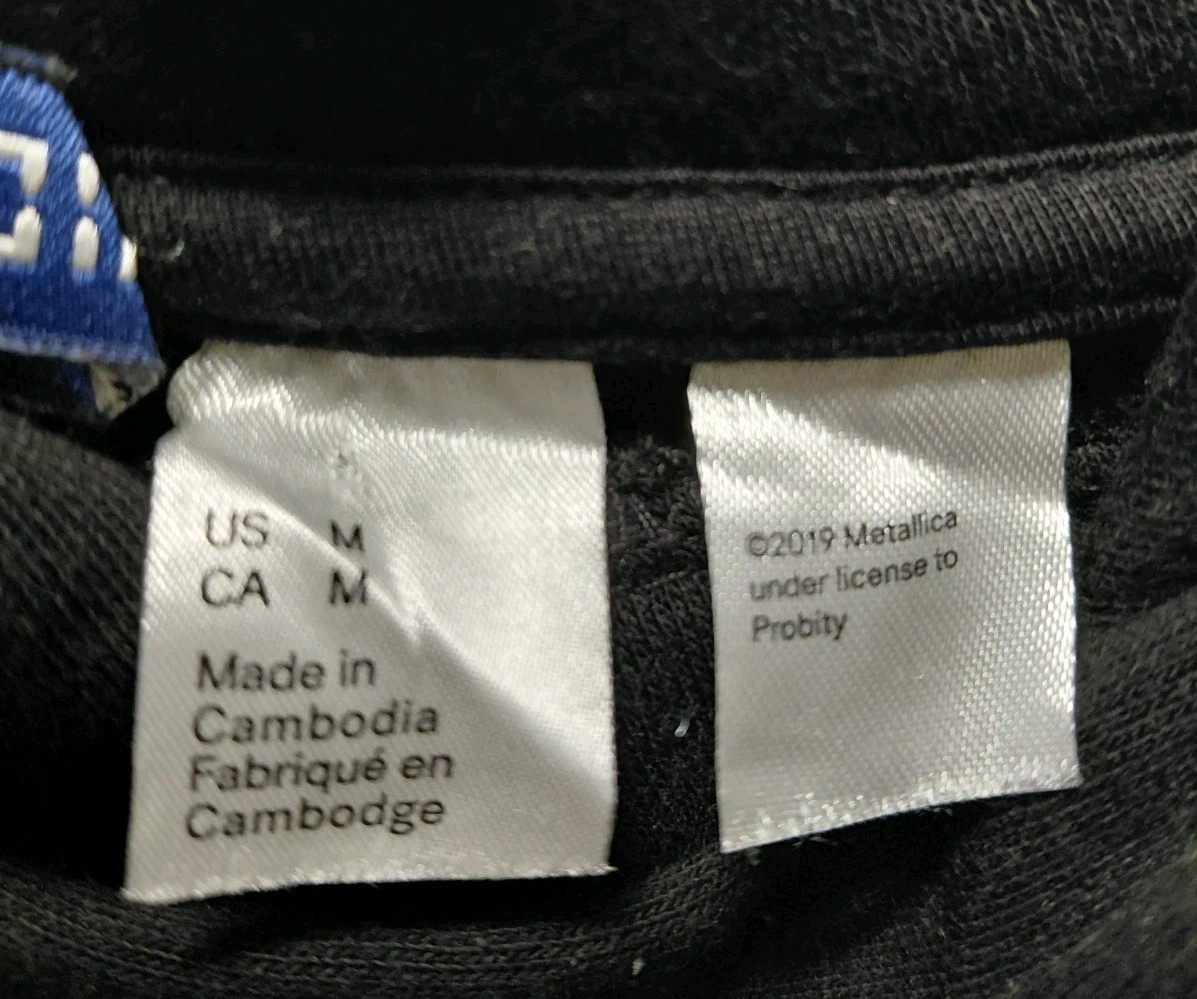 US M
CA M
Made in
Cambodia
Fabriqué en
Cambodge
©2019 Metallica
under license to
Probity